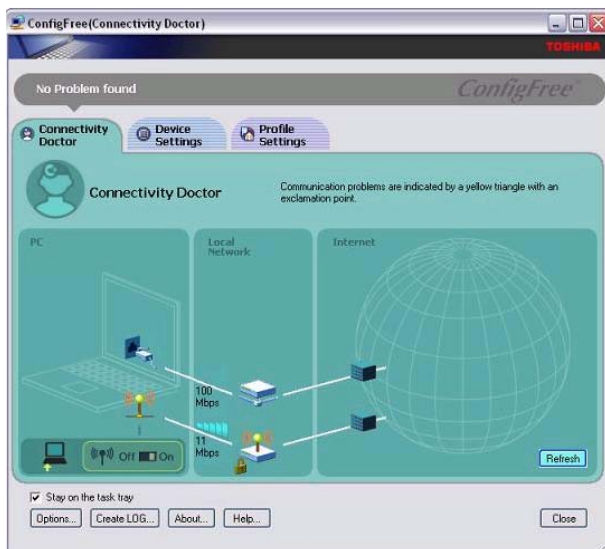 ConfigFree(Connectivity Doctor)
TOSHIBA
No Problem found
ConfigFree™
Connectivity
Doctor
Device
Settings
Profile
Settings
Connectivity Doctor
Communication problems are indicated by a yellow triangle with an
exclamation point.
PC
Local
Network
Internet
100
Mbps
11
Mbps
Off
On
Refresh
Stay on the task tray
Options...
Create LOG...
About...
Help...
Close